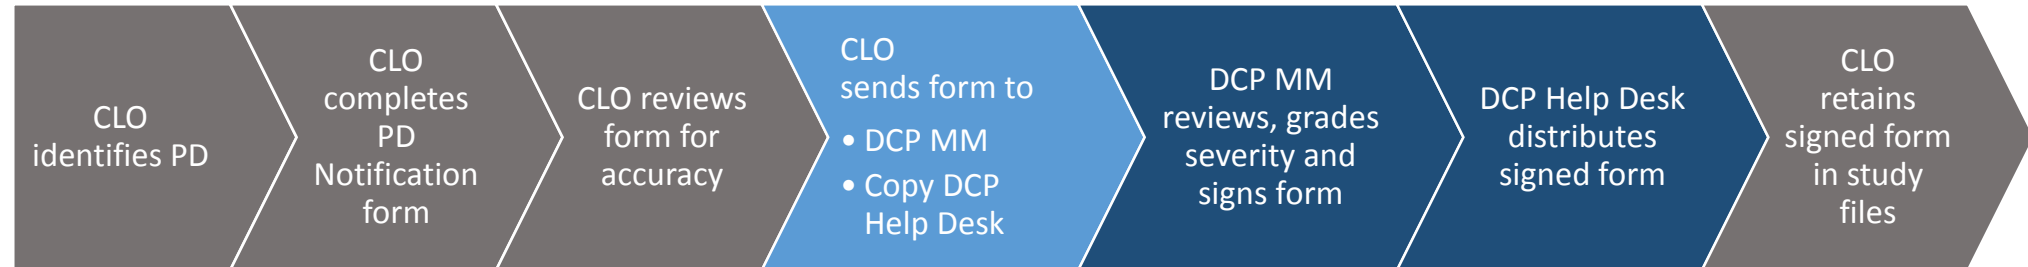 CLO
identifies PD
CLO
completes
PD
Notification
form
CLO reviews
form for
accuracy
CLO
sends form to
• DCP MM
• Copy DCP
Help Desk
DCP MM
reviews, grades
severity and
signs form
DCP Help Desk
distributes
signed form
CLO
retains
signed form
in study
files